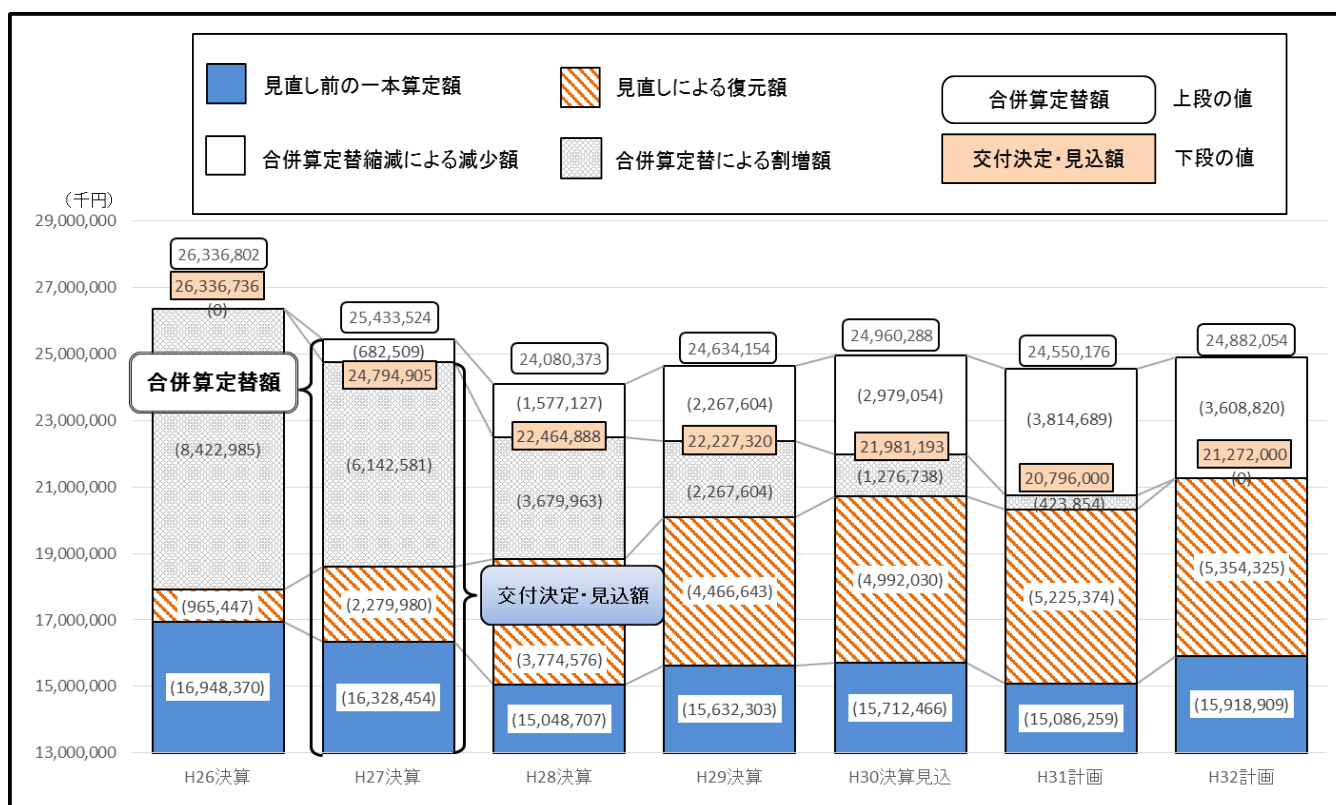 見直し前の一本算定額
見直しによる復元額
合併算定替額
上段の値
合併算定替縮減による減少額
合併算定替による割増額
交付決定・見込額
下段の値
（千円）
29,000,000
27,000,000
25,000,000
23,000,000
21,000,000
19,000,000
17,000,000
15,000,000
13,000,000
26,336,802
26,336,736
(0)
(8,422,985)
(965,447)
(16,948,370)
合併算定替額
25,433,524
(682,509)
24,794,905
(6,142,581)
(2,279,980)
(16,328,454)
交付決定・見込額
24,080,373
(1,577,127)
22,464,888
(3,679,963)
(3,774,576)
(15,048,707)
24,634,154
(2,267,604)
22,227,320
(2,267,604)
(4,466,643)
(15,632,303)
24,960,288
(2,979,054)
21,981,193
(1,276,738)
(4,992,030)
(15,712,466)
24,550,176
(3,814,689)
20,796,000
(423,854)
(5,225,374)
(15,086,259)
24,882,054
(3,608,820)
21,272,000
(0)
(5,354,325)
(15,918,909)
H26決算
H27決算
H28決算
H29決算
H30決算見込
H31計画
H32計画